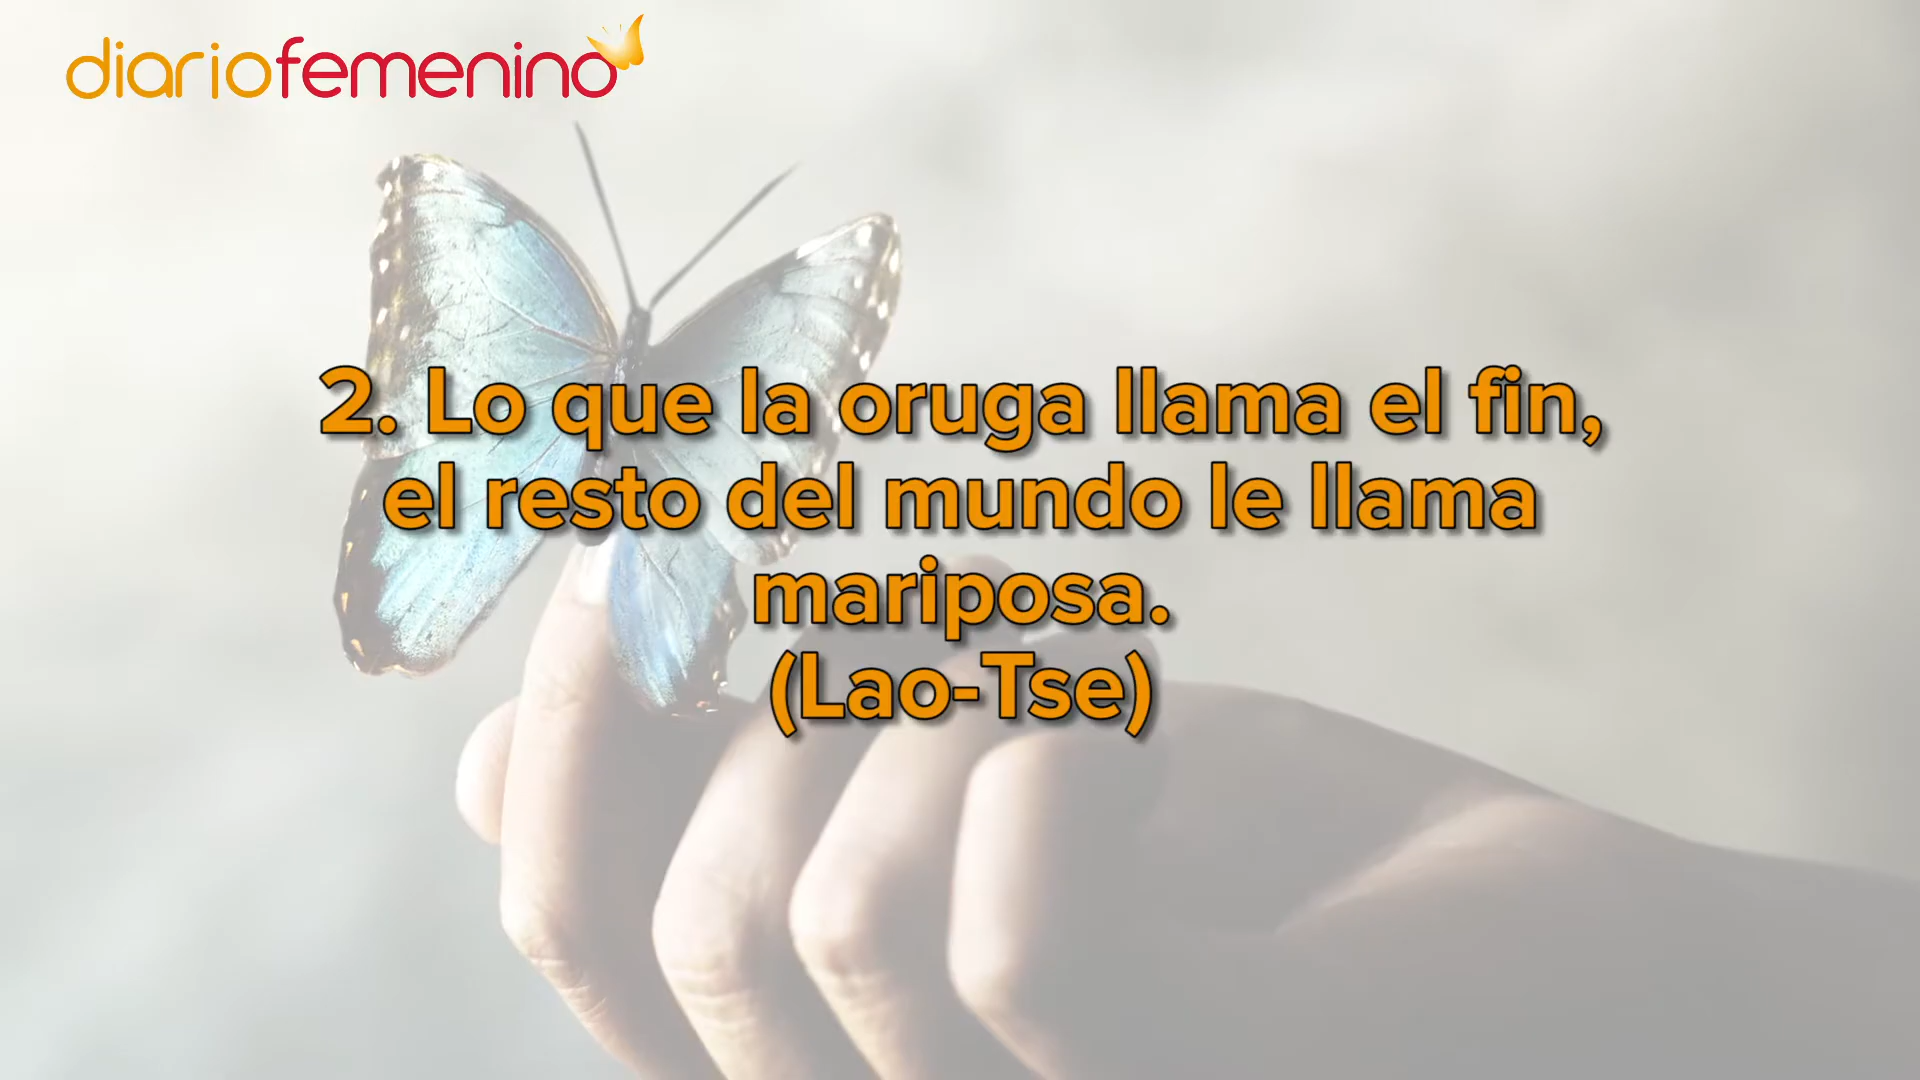 diariofemenino
2. Lo que la oruga llama el fin,
el resto del mundo le llama
mariposa.
(Lao-Tse)